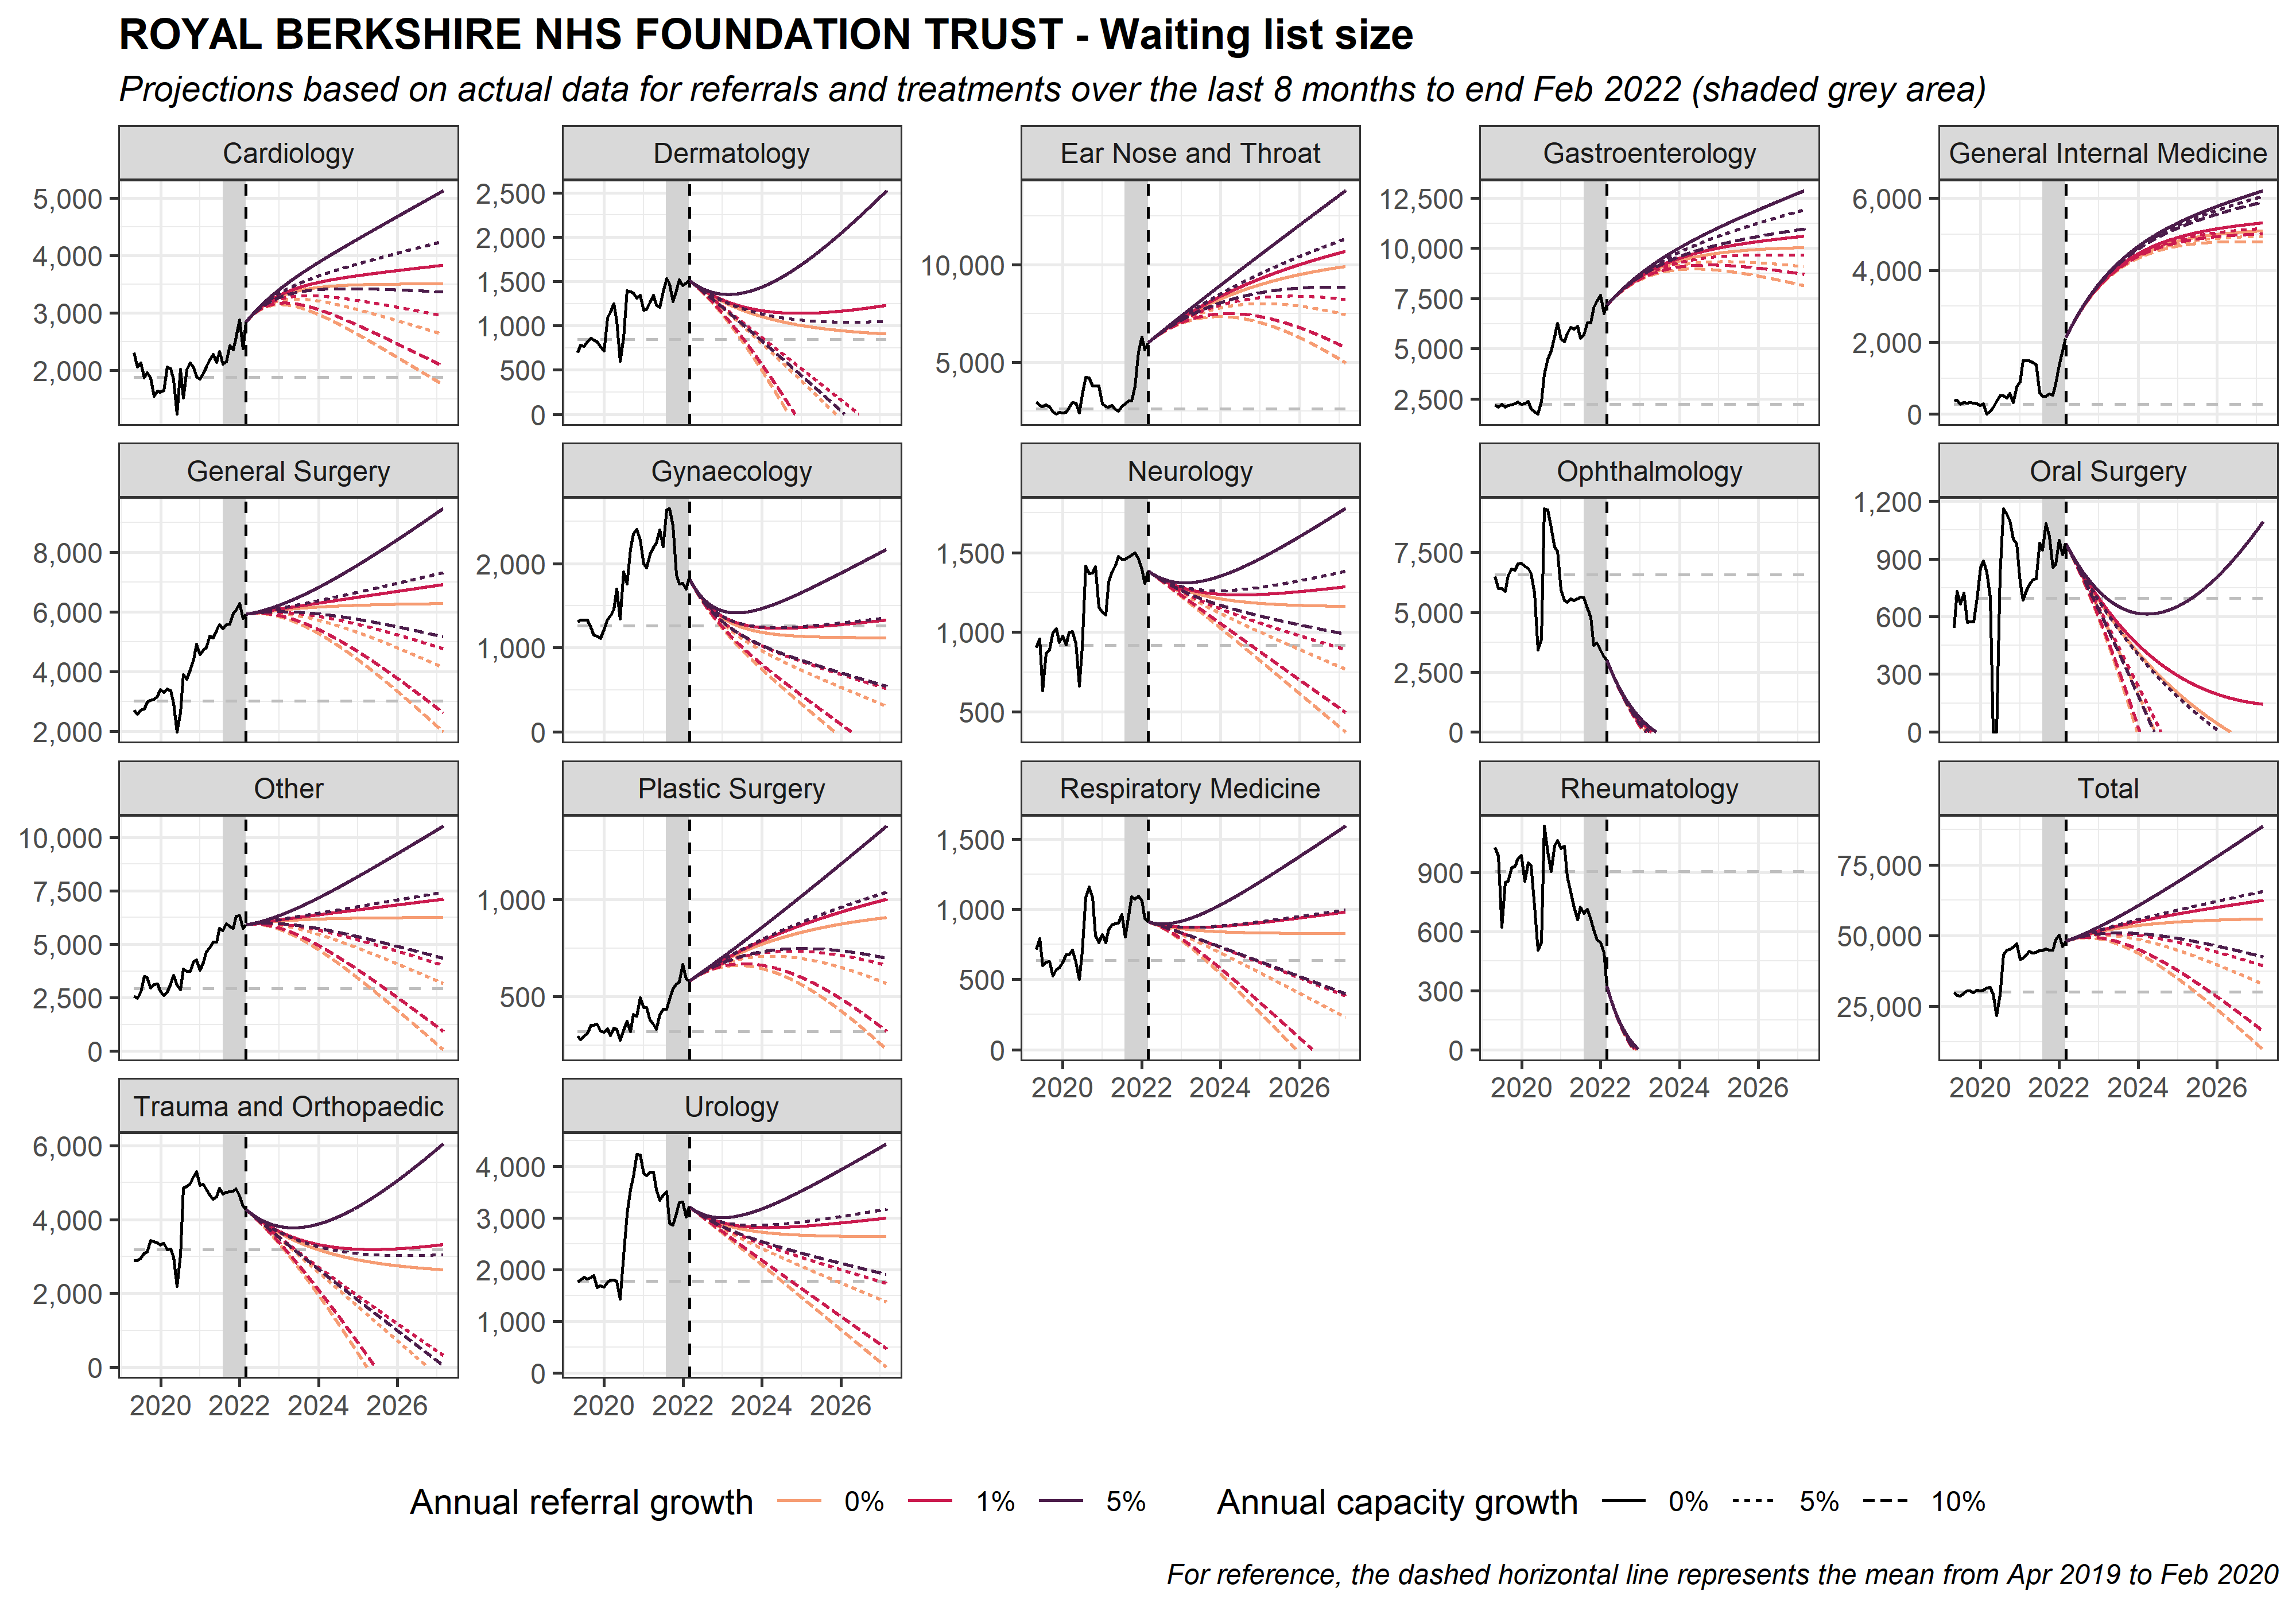 ROYAL BERKSHIRE NHS FOUNDATION TRUST - Waiting list size
Projections based on actual data for referrals and treatments over the last 8 months to end Feb 2022 (shaded grey area)
Cardiology
5,000
4,000
3,000
2,000
Dermatology
2,500
2,000
1,500
1,000
500
0
Ear Nose and Throat
10,000
5,000
Gastroenterology
12,500
10,000
7,500
5,000
2,500
General Internal Medicine
6,000
4,000
2,000
0
General Surgery
8,000
6,000
4,000
2,000
Gynaecology
2,000
1,000
0
Neurology
1,500
1,000
500
Ophthalmology
7,500
5,000
2,500
0
Oral Surgery
1,200
900
600
300
0
Other
10,000
7,500
5,000
2,500
0
Plastic Surgery
1,000
500
Respiratory Medicine
1,500
1,000
500
0
2020 2022 2024 2026
Rheumatology
900
600
300
0
2020 2022 2024 2026
Total
75,000
50,000
25,000
2020 2022 2024 2026
Trauma and Orthopaedic
6,000
4,000
2,000
0
2020 2022 2024 2026
Urology
4,000
3,000
2,000
1,000
0
2020 2022 2024 2026
Annual referral growth 0% 1% 5% Annual capacity growth 0% 5% 10%
For reference, the dashed horizontal line represents the mean from Apr 2019 to Feb 2020